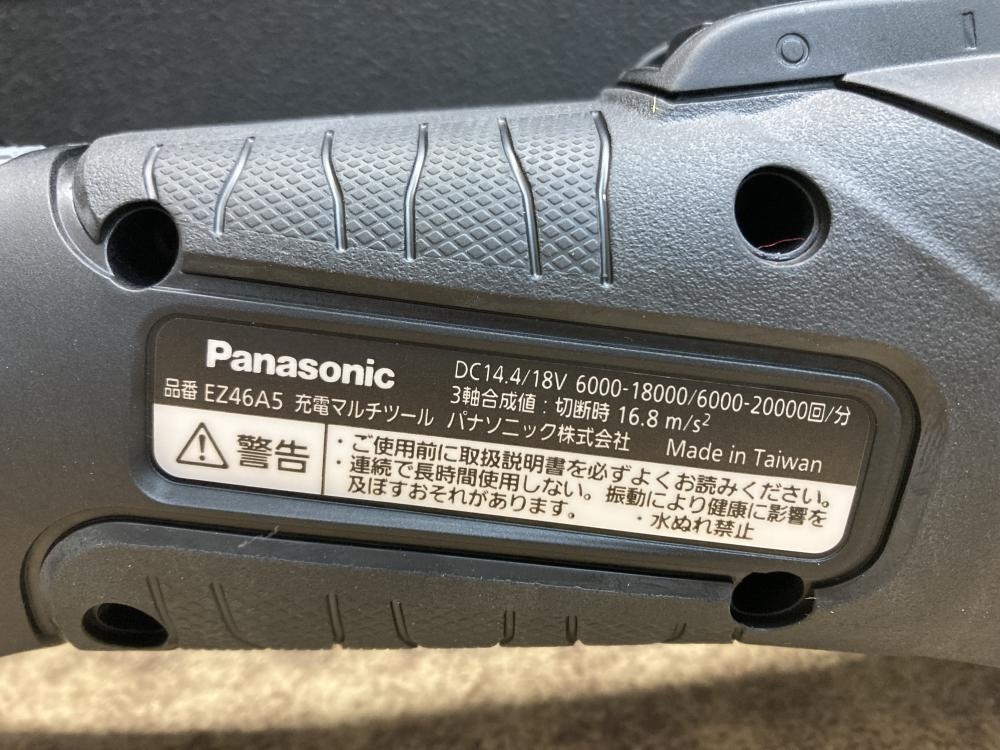 Panasonic
DC14.4/18V 6000-18000/6000-20000回/分
3軸合成値：切断時 16.8 m/s²
品番 EZ46A5 充電マルチツール パナソニック株式会社 Made in Taiwan
警告
・ご使用前に取扱説明書を必ずよくお読みください。
・連続で長時間使用しない。振動により健康に影響を
及ぼすおそれがあります。 ・水ぬれ禁止